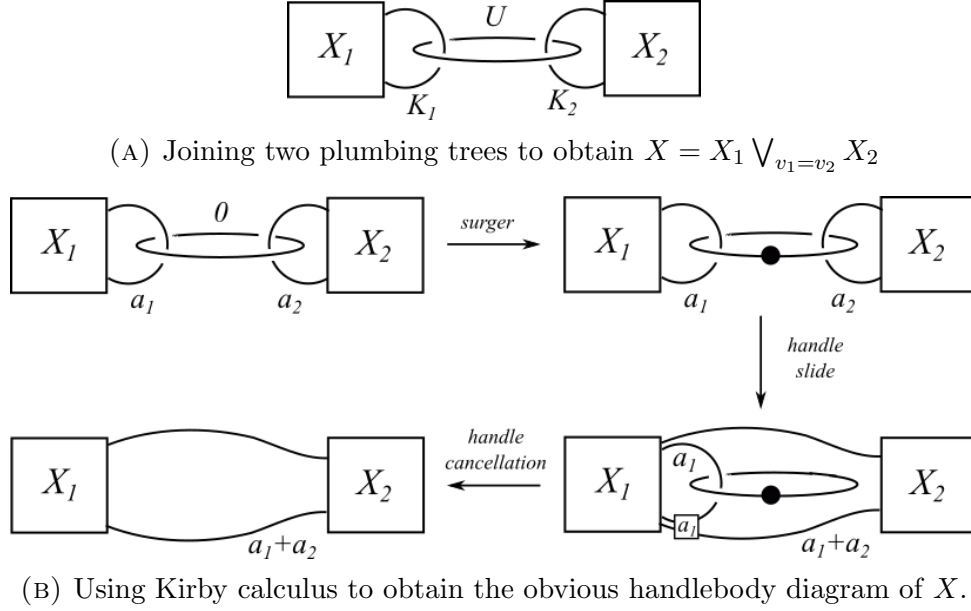 X₁ U X₂
K₁ K₂
(A) Joining two plumbing trees to obtain X = X₁ ⋁_{v₁=v₂} X₂
X₁ 0 X₂ surger X₁ X₂
a₁ a₂ a₁ a₂
handle
slide
X₁ X₂ handle
cancellation X₁ a₁ X₂
a₁+a₂ a₁ a₁+a₂
(B) Using Kirby calculus to obtain the obvious handlebody diagram of X.